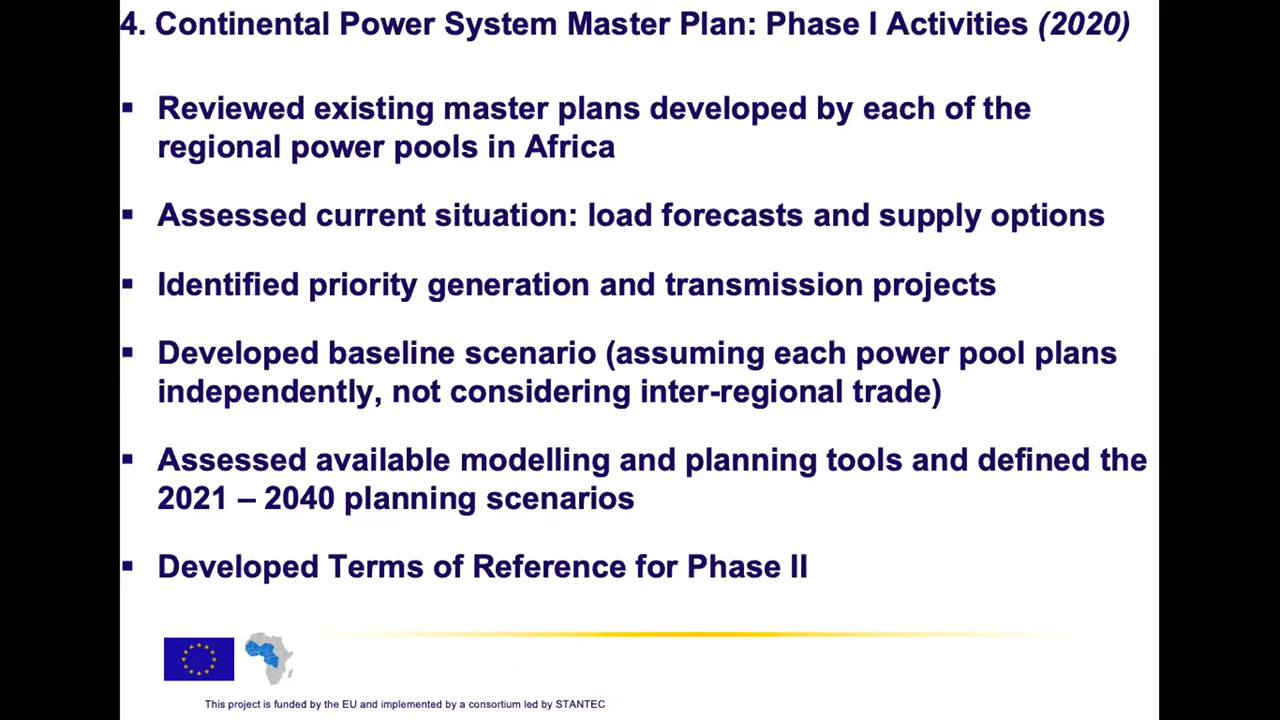 4. Continental Power System Master Plan: Phase I Activities (2020)
▪ Reviewed existing master plans developed by each of the
regional power pools in Africa
▪ Assessed current situation: load forecasts and supply options
▪ Identified priority generation and transmission projects
▪ Developed baseline scenario (assuming each power pool plans
independently, not considering inter-regional trade)
▪ Assessed available modelling and planning tools and defined the
2021 – 2040 planning scenarios
▪ Developed Terms of Reference for Phase II
This project is funded by the EU and implemented by a consortium led by STANTEC